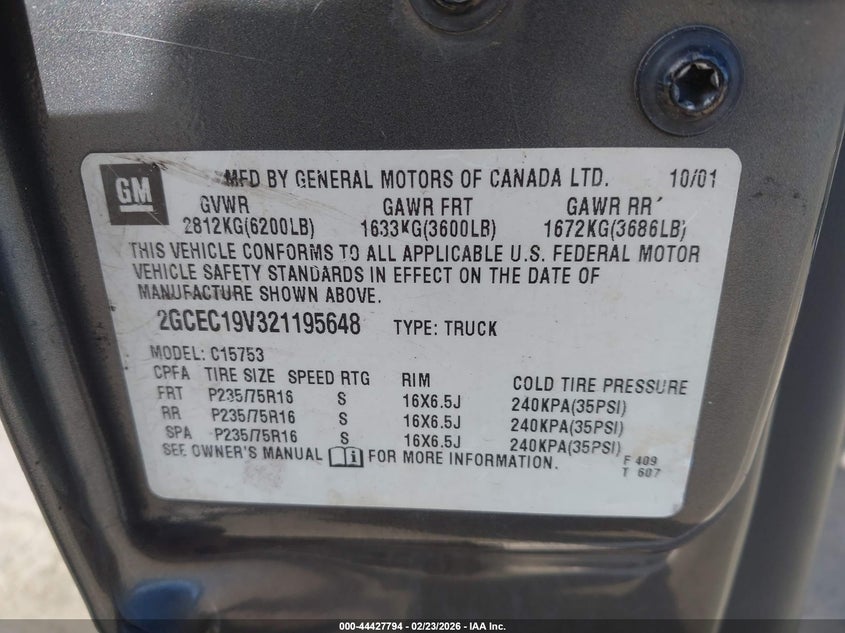 GM
MFD BY GENERAL MOTORS OF CANADA LTD. 10/01
GVWR GAWR FRT GAWR RR
2812KG(6200LB) 1633KG(3600LB) 1672KG(3686LB)
THIS VEHICLE CONFORMS TO ALL APPLICABLE U.S. FEDERAL MOTOR
VEHICLE SAFETY STANDARDS IN EFFECT ON THE DATE OF
MANUFACTURE SHOWN ABOVE.
2GCEC19V321195648 TYPE: TRUCK
MODEL: C15753
CPFA TIRE SIZE SPEED RTG RIM COLD TIRE PRESSURE
FRT P235/75R16 S 16X6.5J 240KPA(35PSI)
RR P235/75R16 S 16X6.5J 240KPA(35PSI)
SPA P235/75R16 S 16X6.5J 240KPA(35PSI)
SEE OWNER'S MANUAL i FOR MORE INFORMATION.
F 409
T 607
000-44427794 | 02/23/2026 - IAA Inc.